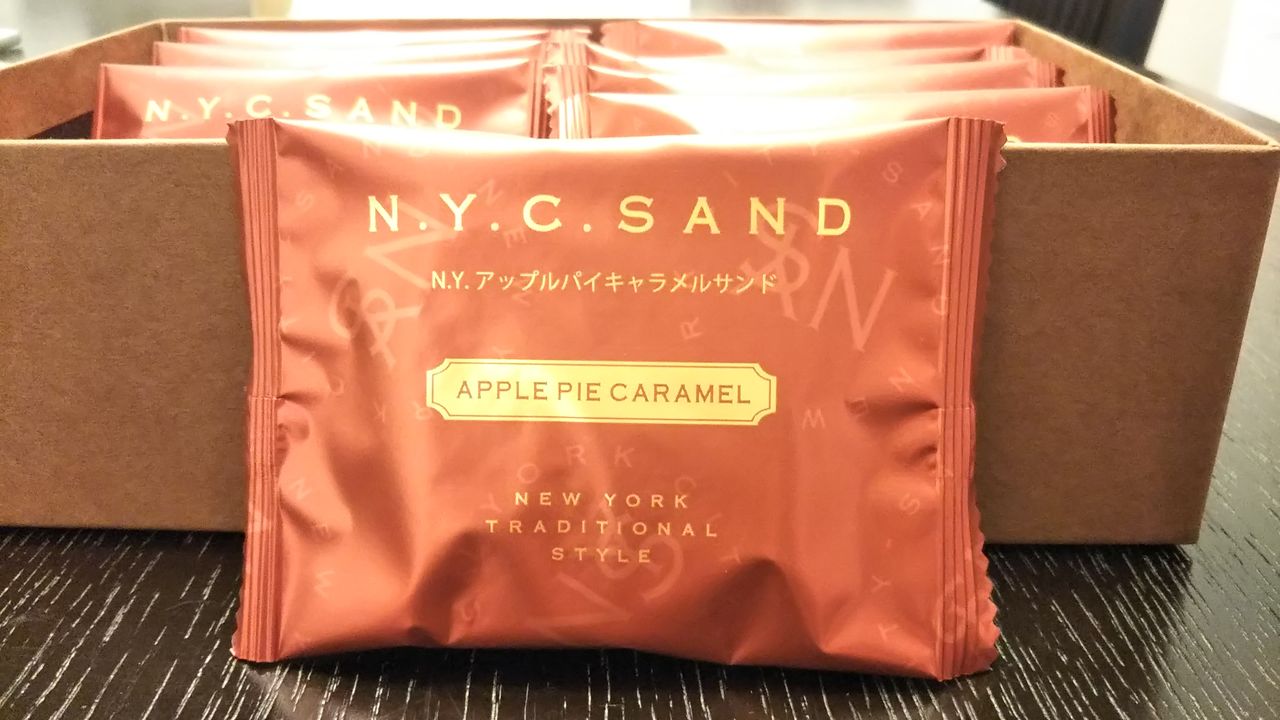 N.Y.C.SAND
N.Y.C.SAND
N.Y. アップルパイキャラメルサンド
APPLE PIE CARAMEL
NEW YORK
TRADITIONAL
STYLE